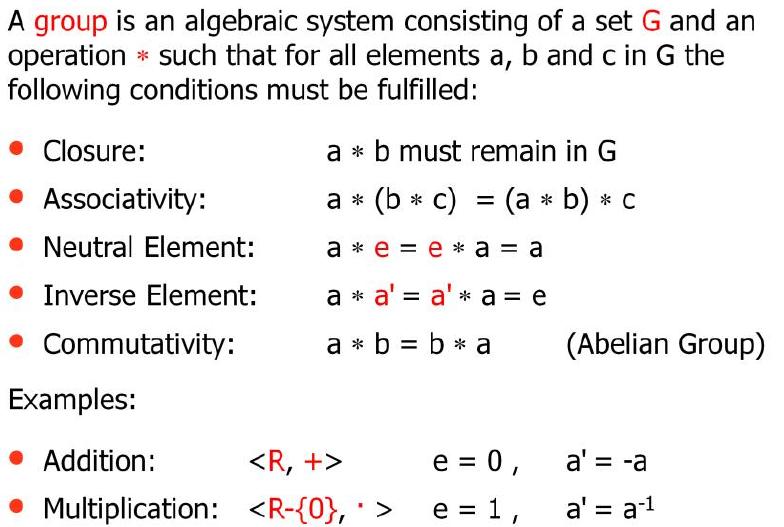 A group is an algebraic system consisting of a set G and an
operation * such that for all elements a, b and c in G the
following conditions must be fulfilled:
• Closure: a * b must remain in G
• Associativity: a * (b * c) = (a * b) * c
• Neutral Element: a * e = e * a = a
• Inverse Element: a * a' = a' * a = e
• Commutativity: a * b = b * a (Abelian Group)
Examples:
• Addition: <R, +> e = 0 , a' = -a
• Multiplication: <R-{0}, · > e = 1 , a' = a⁻¹